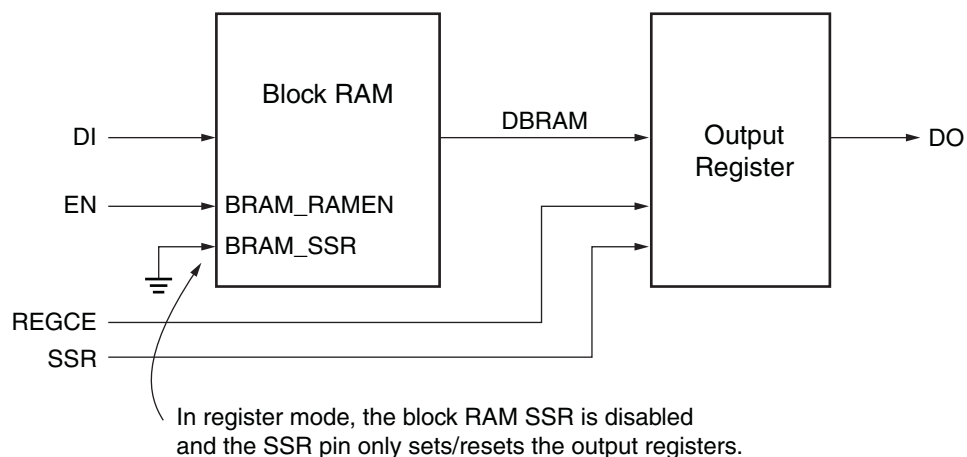 Block RAM
DI
DBRAM
Output
Register
DO
EN
BRAM_RAMEN
BRAM_SSR
REGCE
SSR
In register mode, the block RAM SSR is disabled
and the SSR pin only sets/resets the output registers.